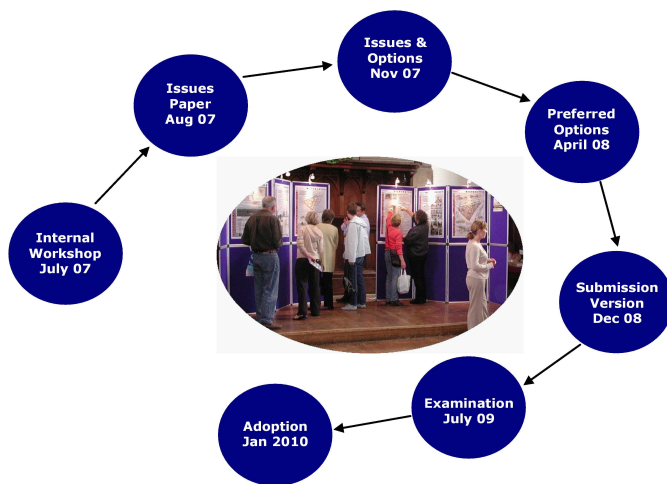 Internal
Workshop
July 07
Issues
Paper
Aug 07
Issues &
Options
Nov 07
Preferred
Options
April 08
Submission
Version
Dec 08
Examination
July 09
Adoption
Jan 2010